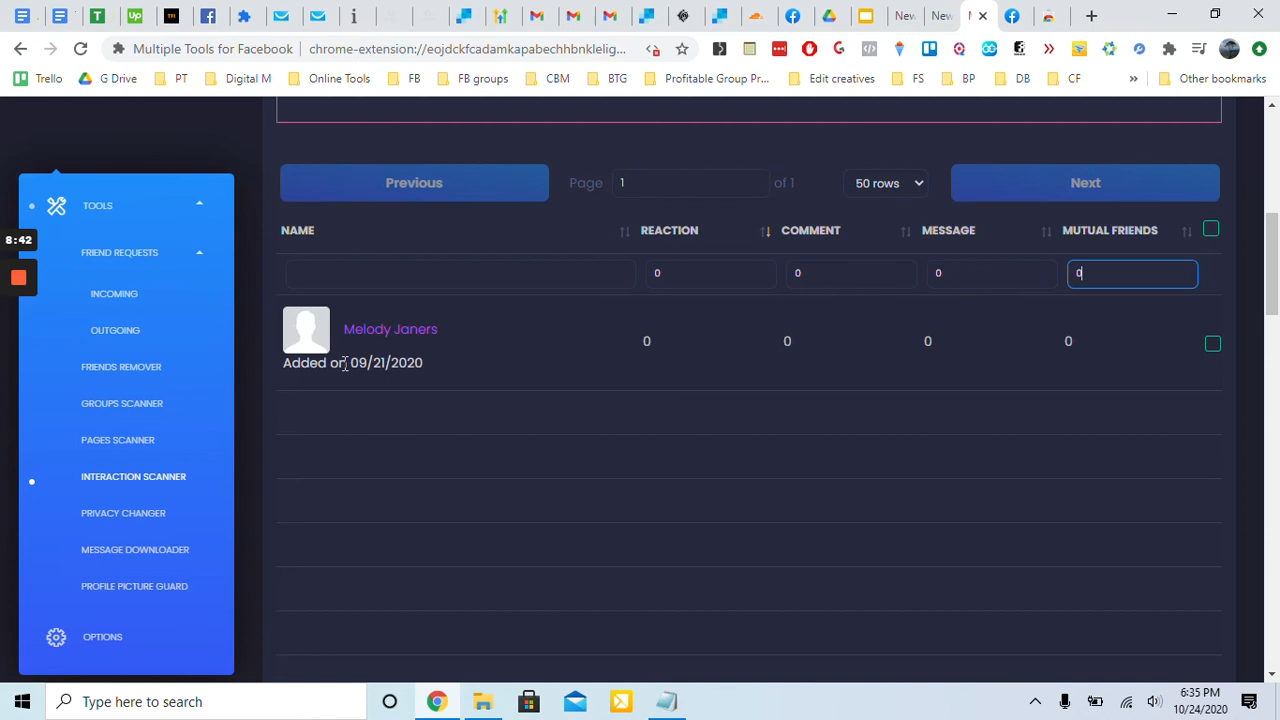 Up
TFI
New
New
Multiple Tools for Facebook
chrome-extension://eojdckfcadamkapabechhbnklelig...
Trello
G Drive
PT
Digital M
Online Tools
FB
FB groups
CBM
BTG
Profitable Group Pr...
Edit creatives
FS
BP
DB
CF
»
Other bookmarks
8:42
TOOLS
FRIEND REQUESTS
INCOMING
OUTGOING
FRIENDS REMOVER
GROUPS SCANNER
PAGES SCANNER
INTERACTION SCANNER
PRIVACY CHANGER
MESSAGE DOWNLOADER
PROFILE PICTURE GUARD
OPTIONS
Previous
Page 1 of 1
50 rows
Next
NAME REACTION COMMENT MESSAGE MUTUAL FRIENDS
0 0 0 0
Melody Janers 0 0 0 0
Added on 09/21/2020
Type here to search
6:35 PM
10/24/2020